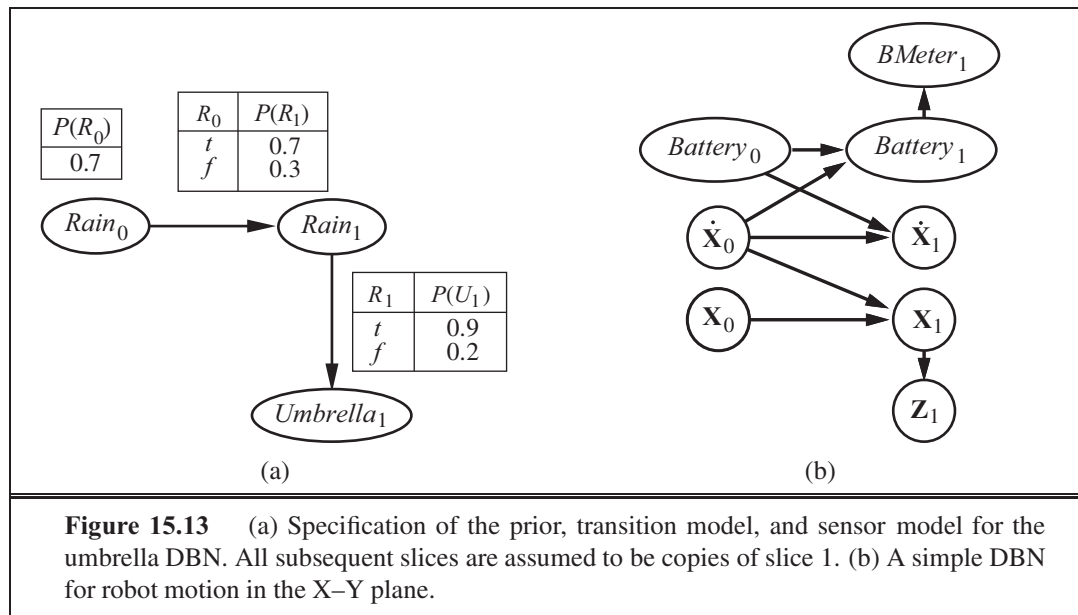 P(R₀)
0.7
R₀ P(R₁)
t 0.7
f 0.3
Rain₀
Rain₁
R₁ P(U₁)
t 0.9
f 0.2
Umbrella₁
(a)
BMeter₁
Battery₀
Battery₁
Ẋ₀
Ẋ₁
X₀
X₁
Z₁
(b)
Figure 15.13 (a) Specification of the prior, transition model, and sensor model for the
umbrella DBN. All subsequent slices are assumed to be copies of slice 1. (b) A simple DBN
for robot motion in the X–Y plane.